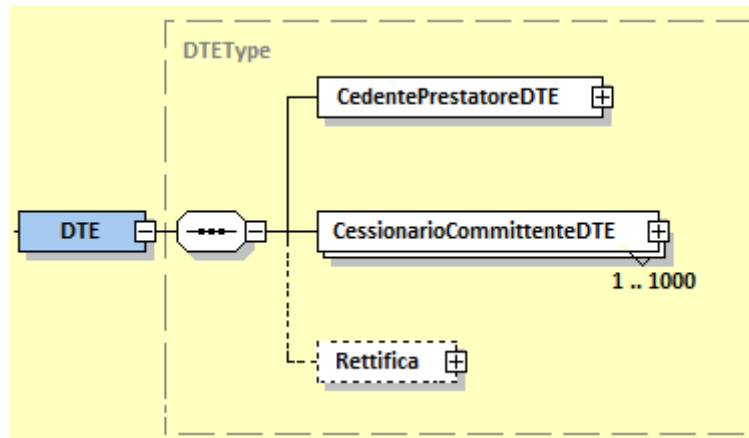 DTEType
CedentePrestatoreDTE
DTE
CessionarioCommittenteDTE
1 .. 1000
Rettifica